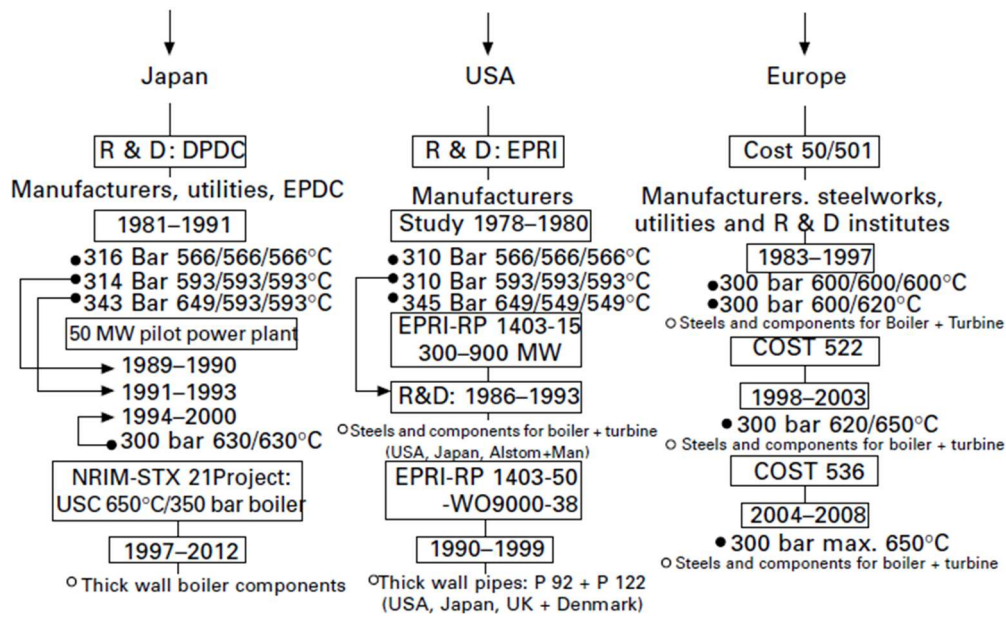 Japan
R & D: DPDC
Manufacturers, utilities, EPDC
1981–1991
316 Bar 566/566/566°C
314 Bar 593/593/593°C
343 Bar 649/593/593°C
50 MW pilot power plant
1989–1990
1991–1993
1994–2000
300 bar 630/630°C
NRIM-STX 21Project:
USC 650°C/350 bar boiler
1997–2012
Thick wall boiler components
USA
R & D: EPRI
Manufacturers
Study 1978–1980
310 Bar 566/566/566°C
310 Bar 593/593/593°C
345 Bar 649/549/549°C
EPRI-RP 1403-15
300–900 MW
R&D: 1986–1993
Steels and components for boiler + turbine
(USA, Japan, Alstom+Man)
EPRI-RP 1403-50
-WO9000-38
1990–1999
Thick wall pipes: P 92 + P 122
(USA, Japan, UK + Denmark)
Europe
Cost 50/501
Manufacturers. steelworks,
utilities and R & D institutes
1983–1997
300 bar 600/600/600°C
300 bar 600/620°C
Steels and components for Boiler + Turbine
COST 522
1998–2003
300 bar 620/650°C
Steels and components for boiler + turbine
COST 536
2004–2008
300 bar max. 650°C
Steels and components for boiler + turbine